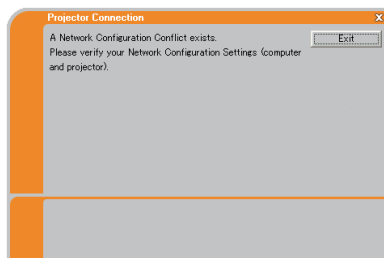 Projector Connection
X
A Network Configuration Conflict exists.
Exit
Please verify your Network Configuration Settings (computer
and projector).